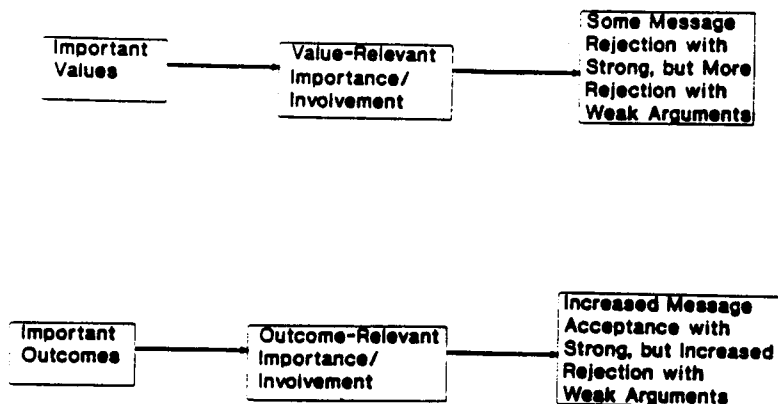 Important
Values
Value-Relevant
Importance/
Involvement
Some Message
Rejection with
Strong, but More
Rejection with
Weak Arguments
Important
Outcomes
Outcome-Relevant
Importance/
Involvement
Increased Message
Acceptance with
Strong, but Increased
Rejection with
Weak Arguments